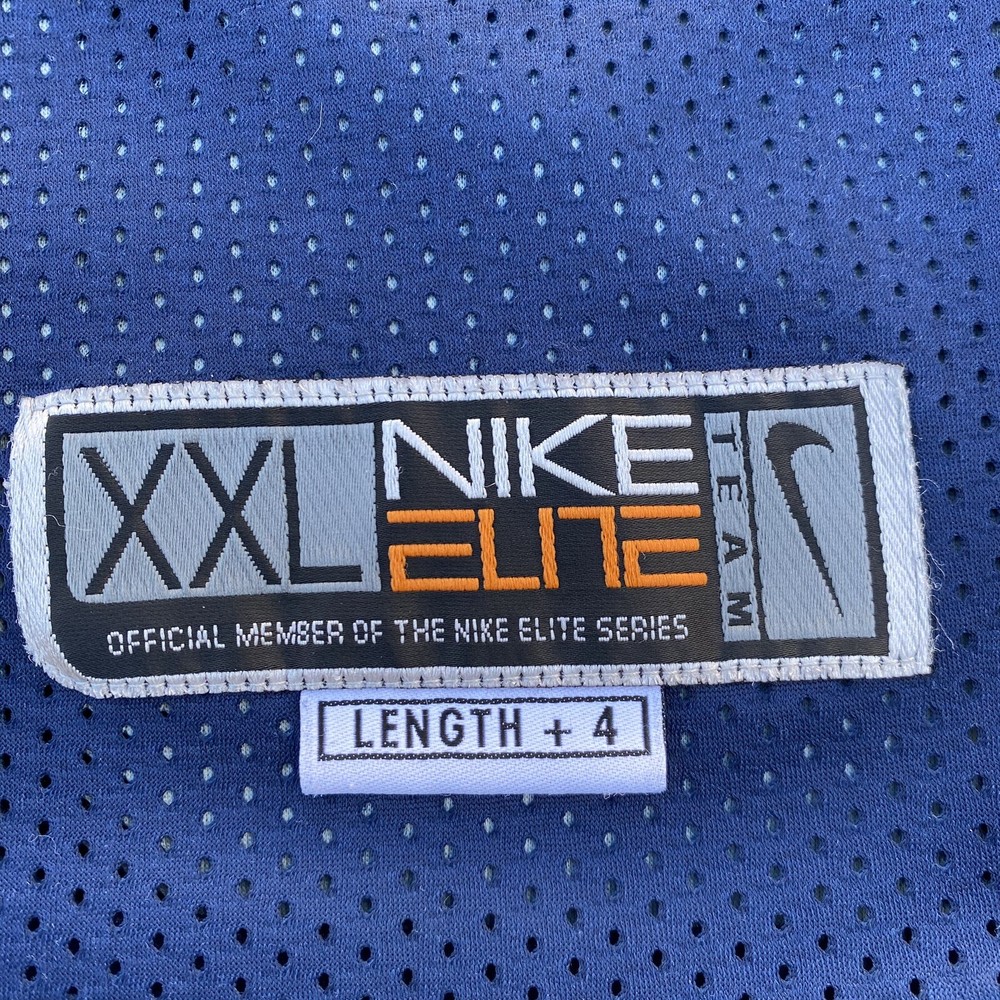 XXL
NIKE
ELITE
TEAM
OFFICIAL MEMBER OF THE NIKE ELITE SERIES
LENGTH + 4